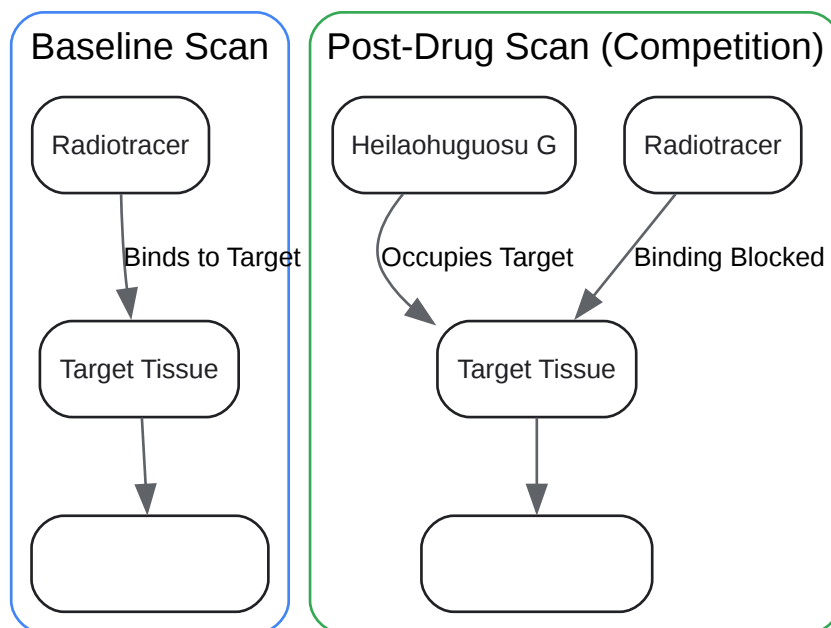 Baseline Scan
Radiotracer
Binds to Target
Target Tissue
Post-Drug Scan (Competition)
Heilaohuguosu G
Radiotracer
Occupies Target
Binding Blocked
Target Tissue